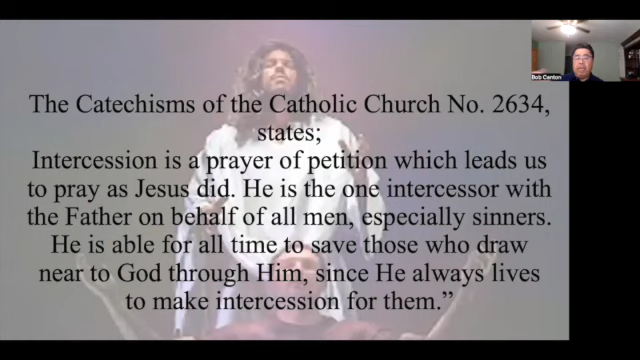 Bob Canton
The Catechisms of the Catholic Church No. 2634,
states;
Intercession is a prayer of petition which leads us
to pray as Jesus did. He is the one intercessor with
the Father on behalf of all men, especially sinners.
He is able for all time to save those who draw
near to God through Him, since He always lives
to make intercession for them.”